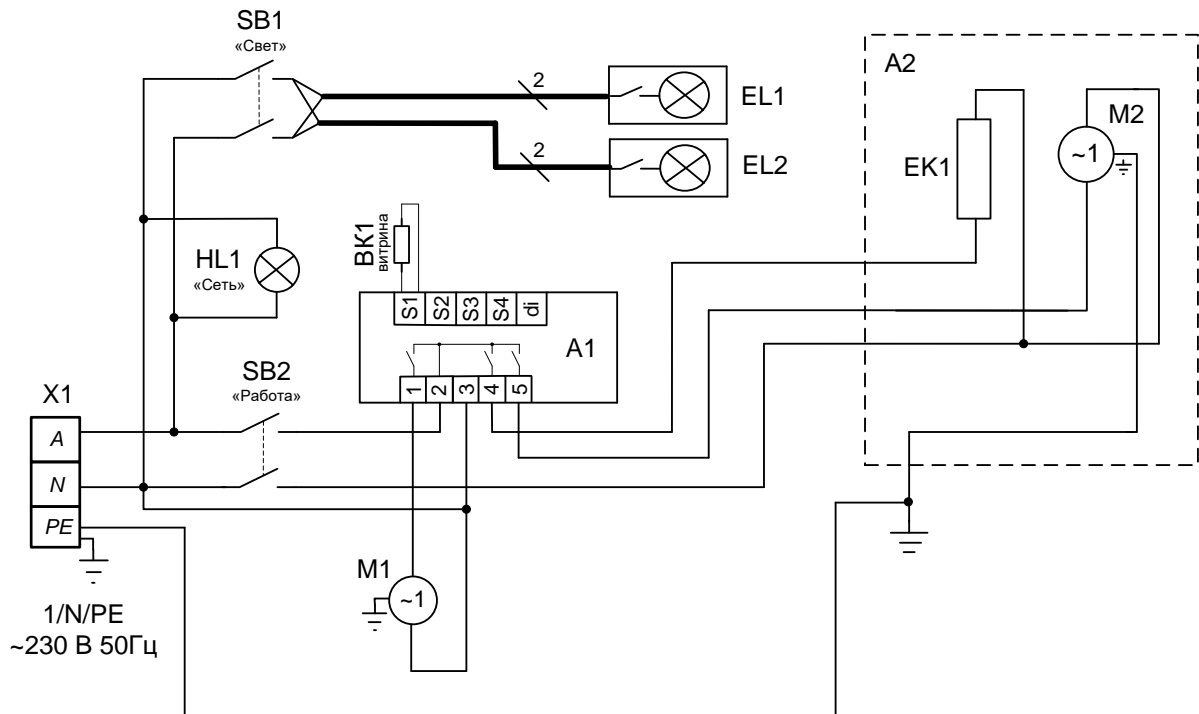 SB1
«Свет»
2
EL1
A2
M2
~1
2
EL2
EK1
BK1
витрина
HL1
«Сеть»
S1
S2
S3
S4
di
A1
SB2
«Работа»
1
2
3
4
5
X1
A
N
PE
M1
~1
1/N/PE
~230 В 50Гц